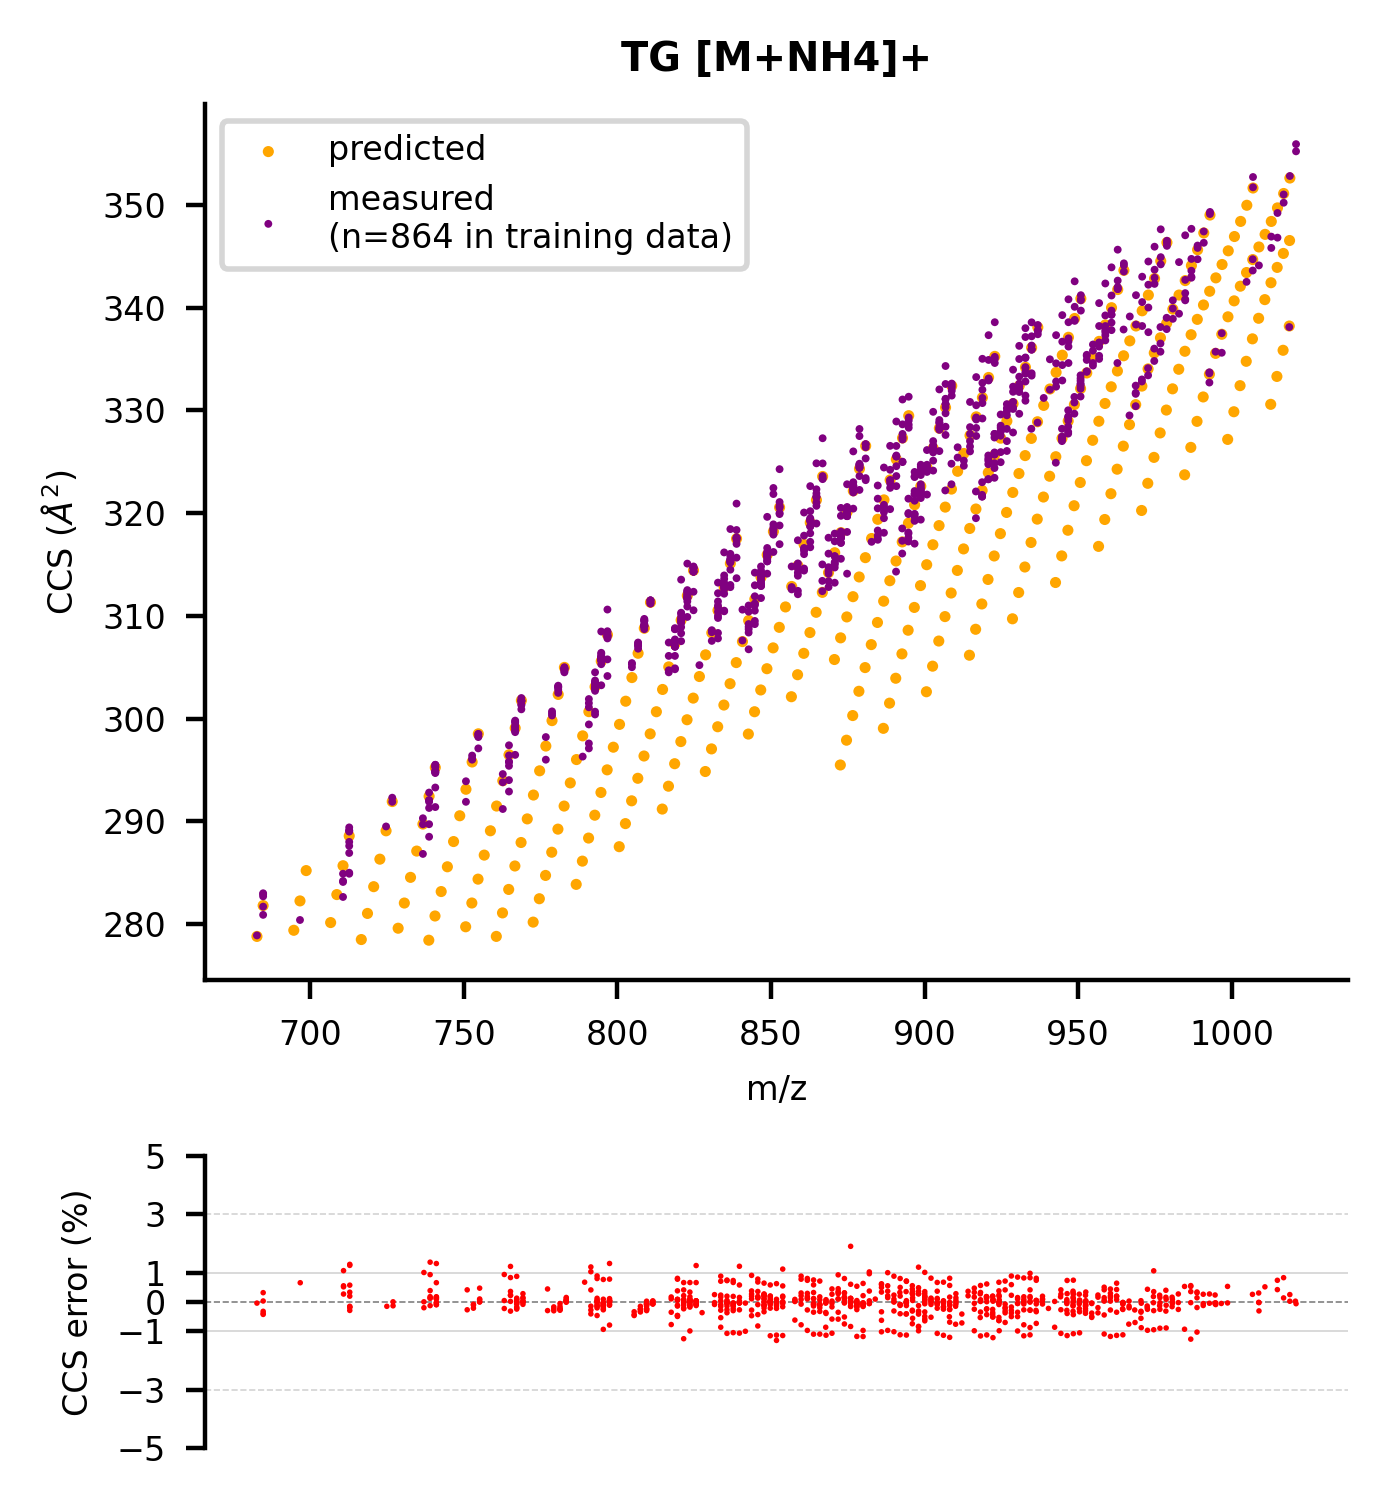 TG [M+NH4]+
predicted
measured
(n=864 in training data)
CCS (Å²)
350
340
330
320
310
300
290
280
700 750 800 850 900 950 1000
m/z
CCS error (%)
5
3
1
0
−1
−3
−5